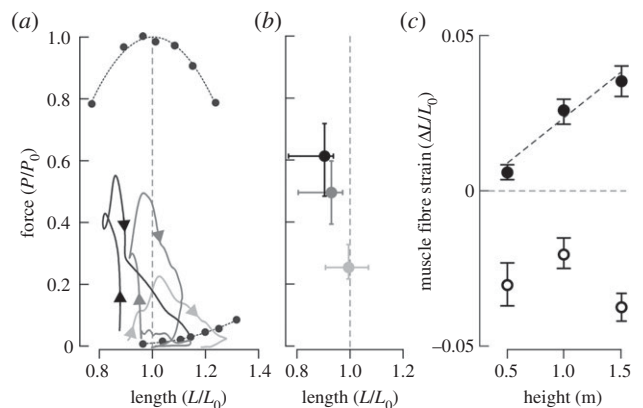 (a)
(b)
(c)
force (P/P0)
1.0
0.8
0.6
0.4
0.2
0
0.8 1.0 1.2 1.4
length (L/L0)
0.8 1.0 1.2
length (L/L0)
muscle fibre strain (ΔL/L0)
0.05
0
–0.05
0.5 1.0 1.5
height (m)